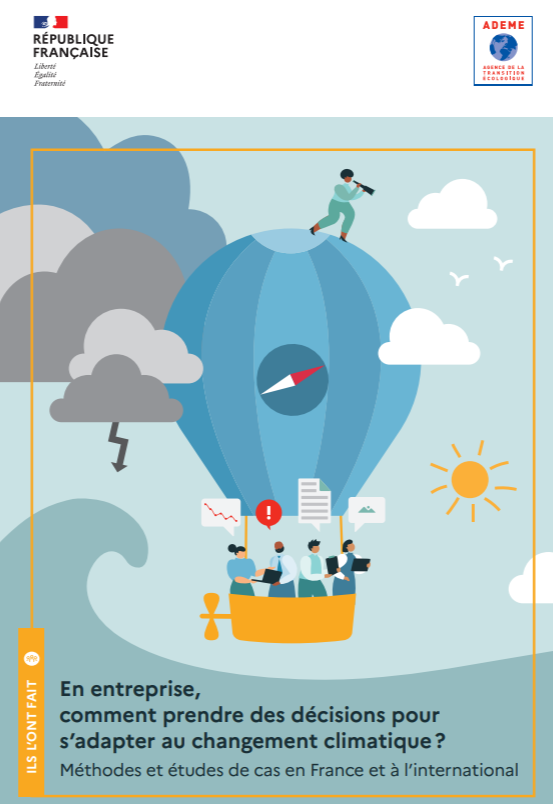 RÉPUBLIQUE
FRANÇAISE
Liberté
Égalité
Fraternité
ADEME
AGENCE DE LA
TRANSITION
ÉCOLOGIQUE
!
ILS L'ONT FAIT
En entreprise,
comment prendre des décisions pour
s'adapter au changement climatique ?
Méthodes et études de cas en France et à l'international